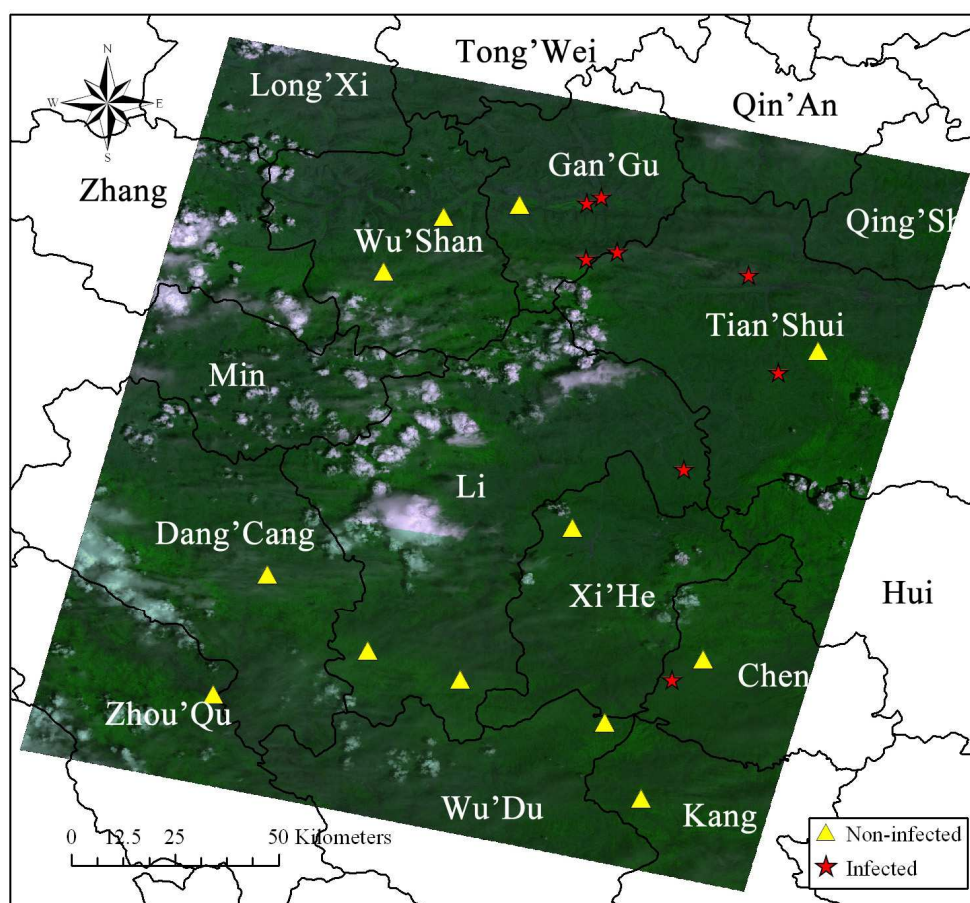 Tong’Wei
Long’Xi
N
Qin’An
W
E
S
Gan’Gu
Zhang
Qing’Sh
Wu’Shan
Tian’Shui
Min
Li
Dang’Cang
Xi’He
Hui
Chen
Zhou’Qu
Wu’Du
Kang
0 12.5 25 50 Kilometers
Non-infected
Infected